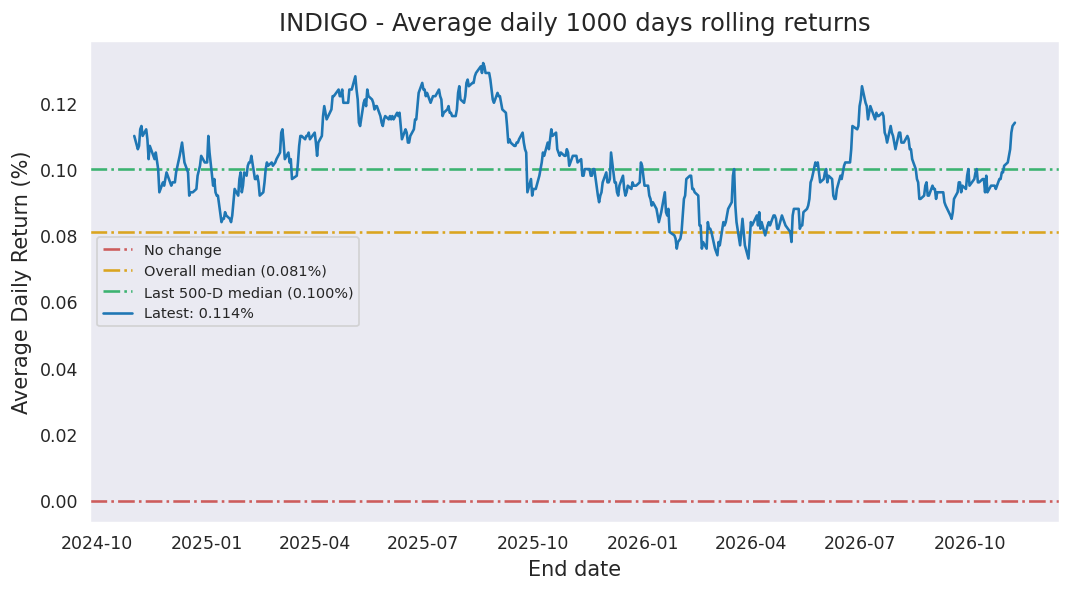 INDIGO - Average daily 1000 days rolling returns
Average Daily Return (%)
0.12
0.10
0.08
0.06
0.04
0.02
0.00
No change
Overall median (0.081%)
Last 500-D median (0.100%)
Latest: 0.114%
2024-10 2025-01 2025-04 2025-07 2025-10 2026-01 2026-04 2026-07 2026-10
End date